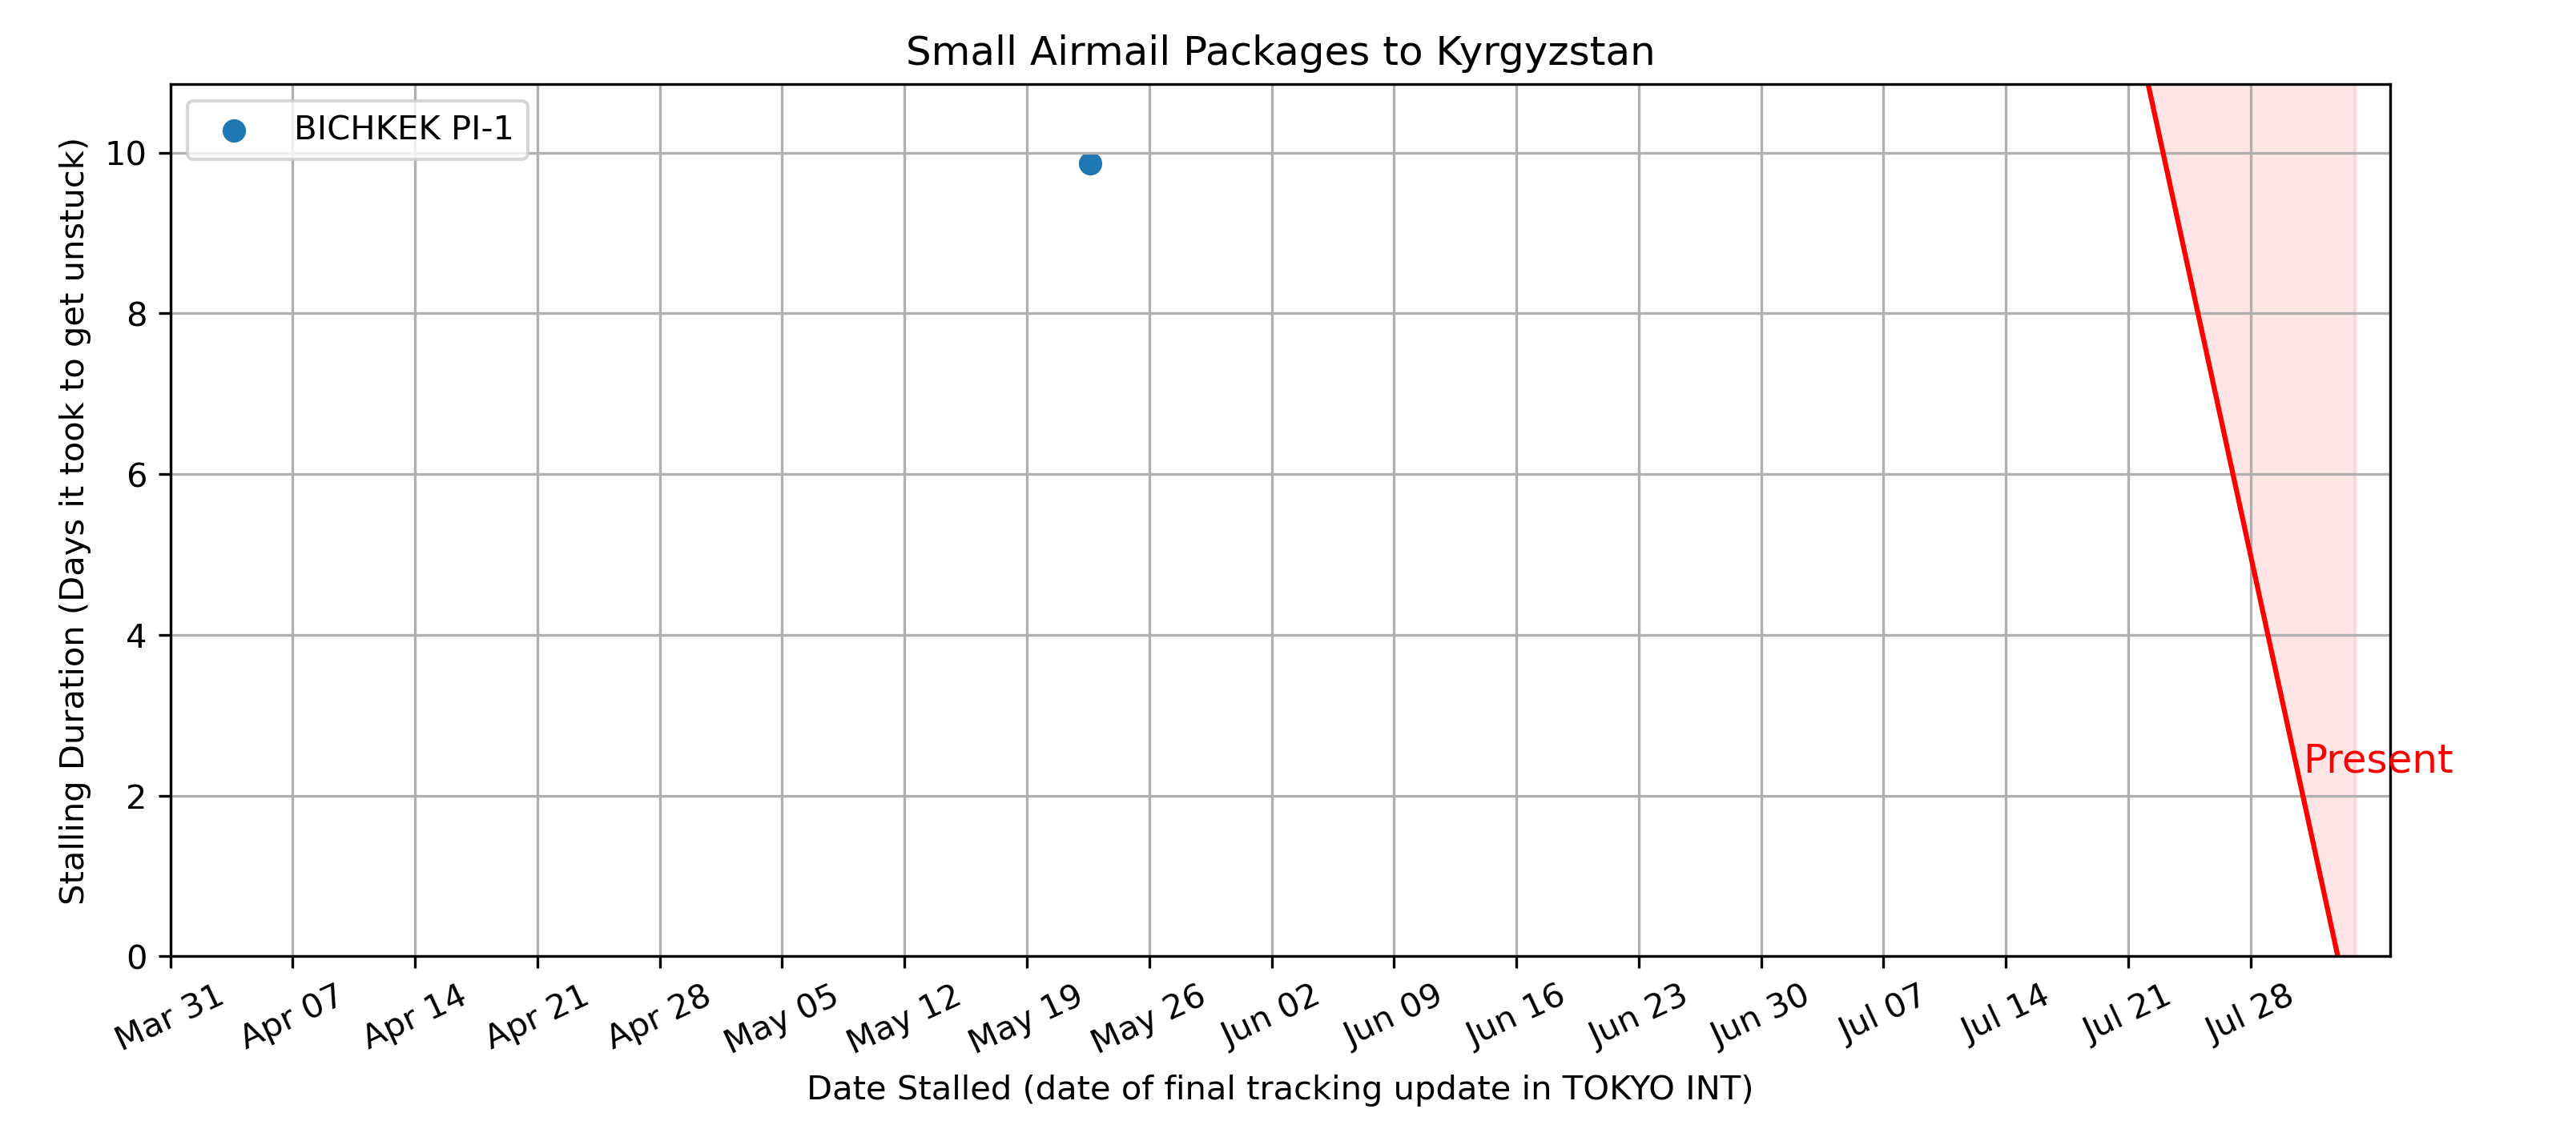 Small Airmail Packages to Kyrgyzstan
BICHKEK PI-1
Stalling Duration (Days it took to get unstuck)
10
8
6
4
2
0
Present
Mar 31
Apr 07
Apr 14
Apr 21
Apr 28
May 05
May 12
May 19
May 26
Jun 02
Jun 09
Jun 16
Jun 23
Jun 30
Jul 07
Jul 14
Jul 21
Jul 28
Date Stalled (date of final tracking update in TOKYO INT)